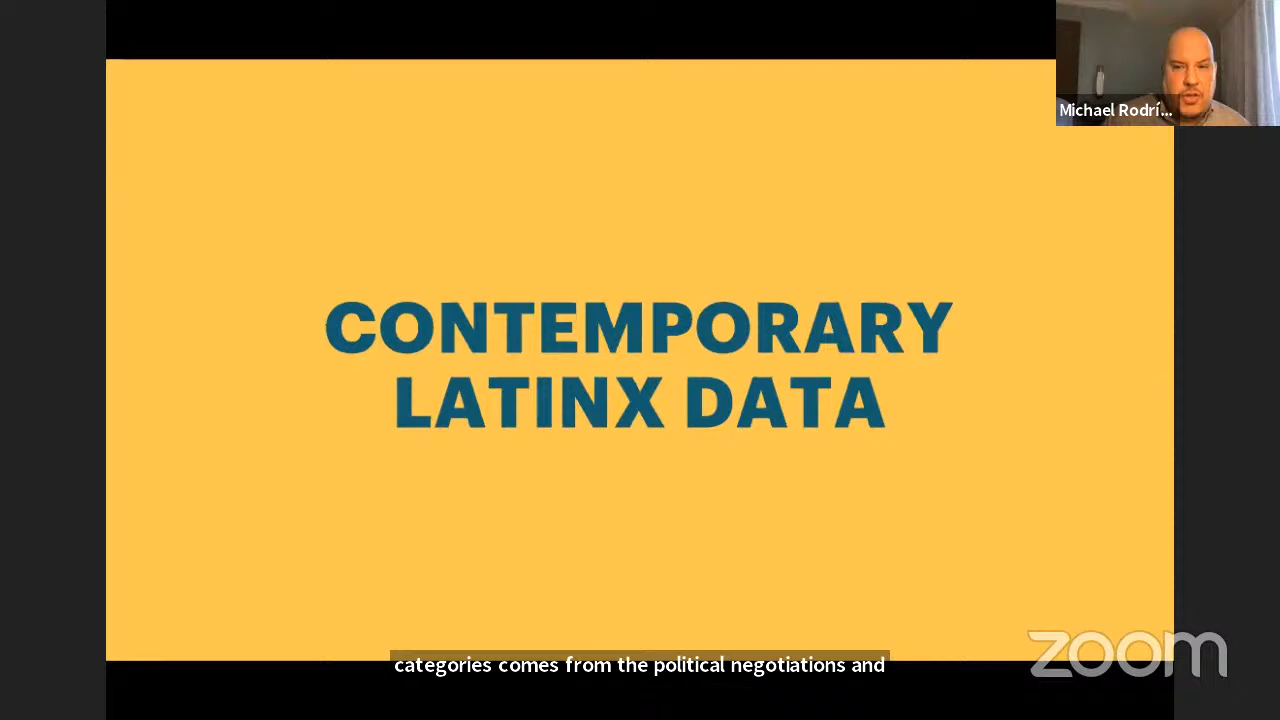 Michael Rodrí...
CONTEMPORARY
LATINX DATA
categories comes from the political negotiations and
zoom